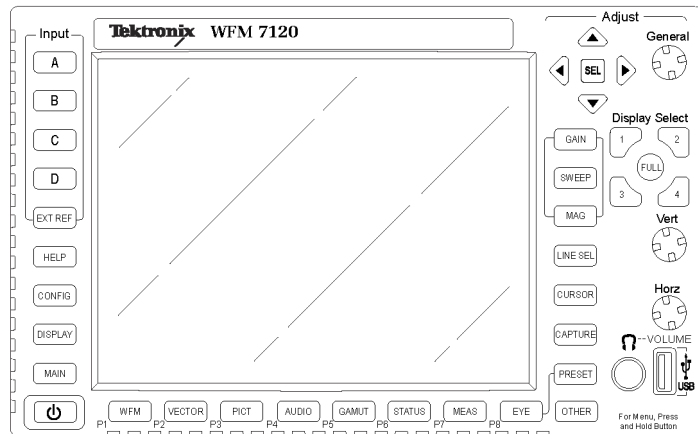 Tektronix WFM 7120
Input
A
B
C
D
EXT REF
HELP
CONFIG
DISPLAY
MAIN
Adjust
General
SEL
Display Select
1
2
FULL
3
4
GAIN
SWEEP
MAG
LINE SEL
CURSOR
CAPTURE
PRESET
OTHER
Vert
Horz
VOLUME
USB
For Menu, Press
and Hold Button
WFM
VECTOR
PICT
AUDIO
GAMUT
STATUS
MEAS
EYE
P1
P2
P3
P4
P5
P6
P7
P8